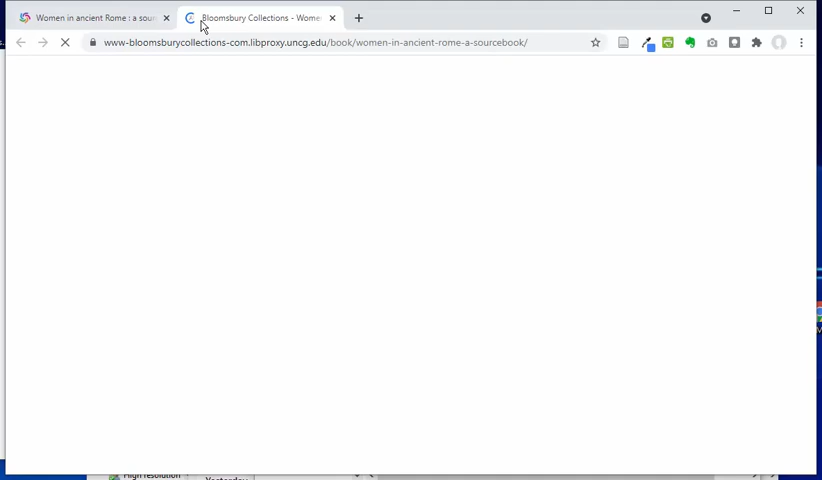 Women in ancient Rome : a sour
Bloomsbury Collections - Wome
www-bloomsburycollections-com.libproxy.uncg.edu/book/women-in-ancient-rome-a-sourcebook/
High resolution
Yesterday